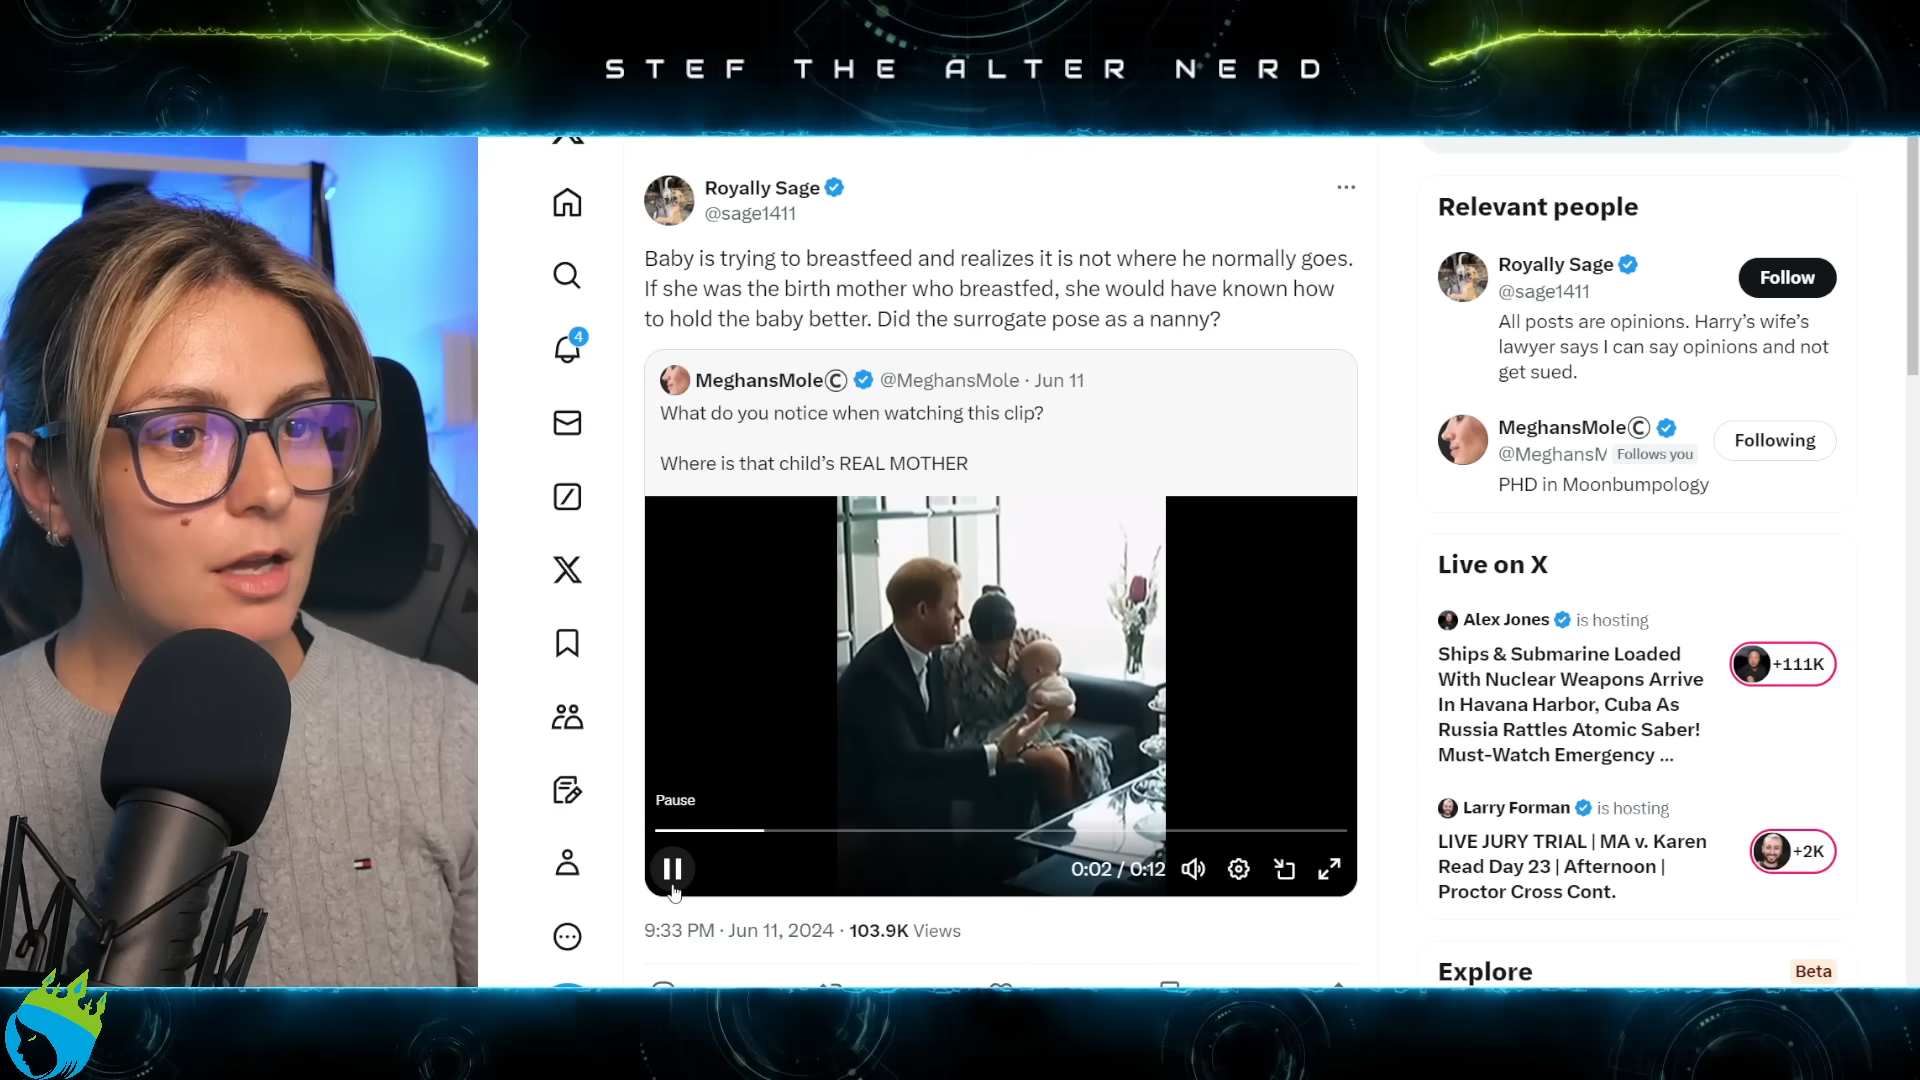 STEF THE ALTER NERD
Royally Sage
@sage1411
Baby is trying to breastfeed and realizes it is not where he normally goes.
If she was the birth mother who breastfed, she would have known how
to hold the baby better. Did the surrogate pose as a nanny?
MeghansMoleⒸ @MeghansMole · Jun 11
What do you notice when watching this clip?
Where is that child's REAL MOTHER
Pause
0:02 / 0:12
9:33 PM · Jun 11, 2024 · 103.9K Views
4
Relevant people
Royally Sage
@sage1411
Follow
All posts are opinions. Harry's wife's
lawyer says I can say opinions and not
get sued.
MeghansMoleⒸ
@MeghansM Follows you
Following
PHD in Moonbumpology
Live on X
Alex Jones is hosting
Ships & Submarine Loaded
With Nuclear Weapons Arrive
In Havana Harbor, Cuba As
Russia Rattles Atomic Saber!
Must-Watch Emergency ...
+111K
Larry Forman is hosting
LIVE JURY TRIAL | MA v. Karen
Read Day 23 | Afternoon |
Proctor Cross Cont.
+2K
Explore
Beta